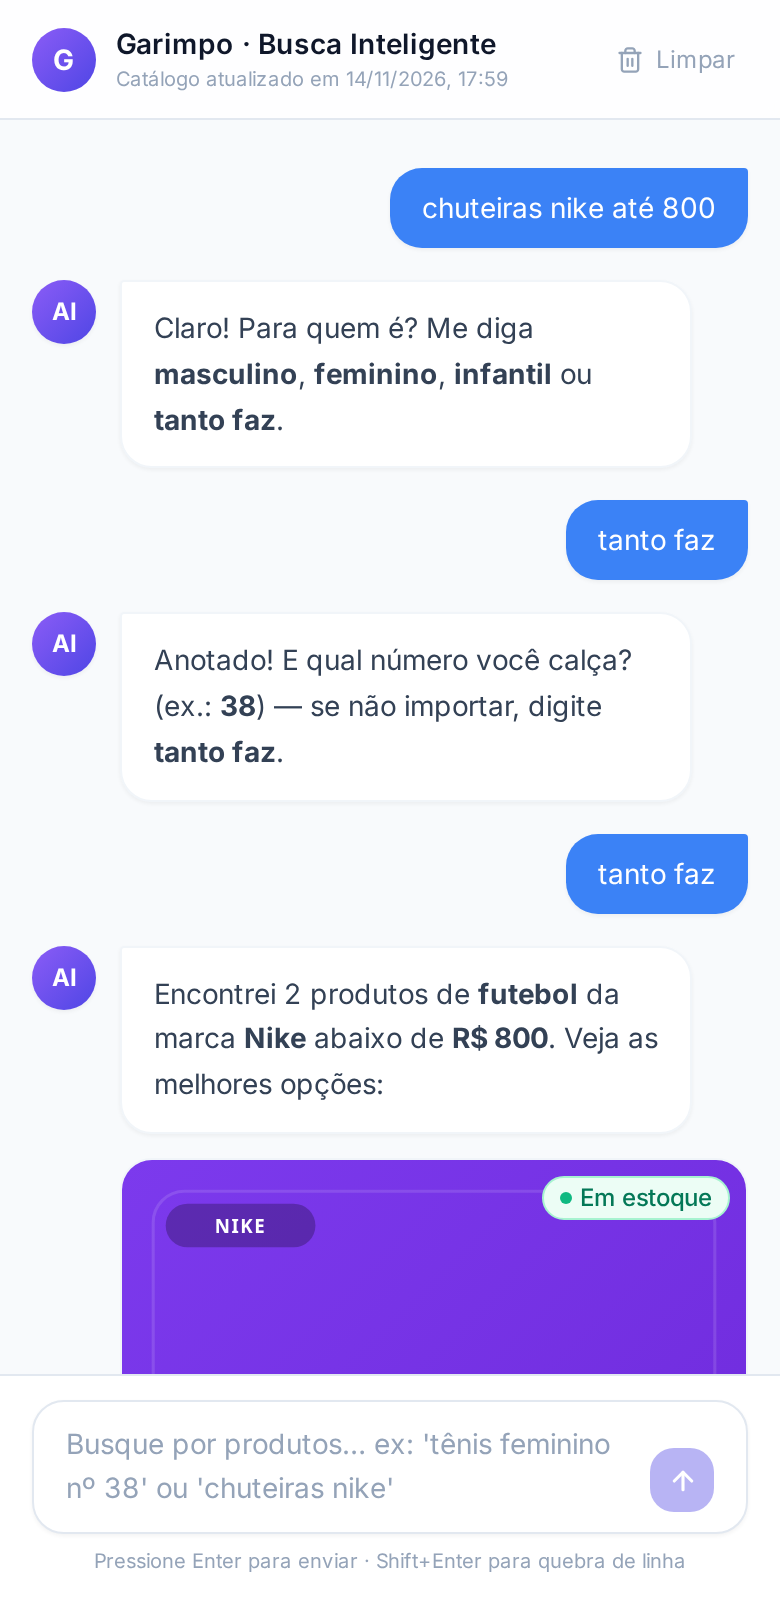 G
Garimpo · Busca Inteligente
Catálogo atualizado em 14/11/2026, 17:59
Limpar
chuteiras nike até 800
AI
Claro! Para quem é? Me diga
masculino, feminino, infantil ou
tanto faz.
tanto faz
AI
Anotado! E qual número você calça?
(ex.: 38) — se não importar, digite
tanto faz.
tanto faz
AI
Encontrei 2 produtos de futebol da
marca Nike abaixo de R$ 800. Veja as
melhores opções:
Em estoque
NIKE
Busque por produtos... ex: 'tênis feminino
nº 38' ou 'chuteiras nike'
Pressione Enter para enviar · Shift+Enter para quebra de linha